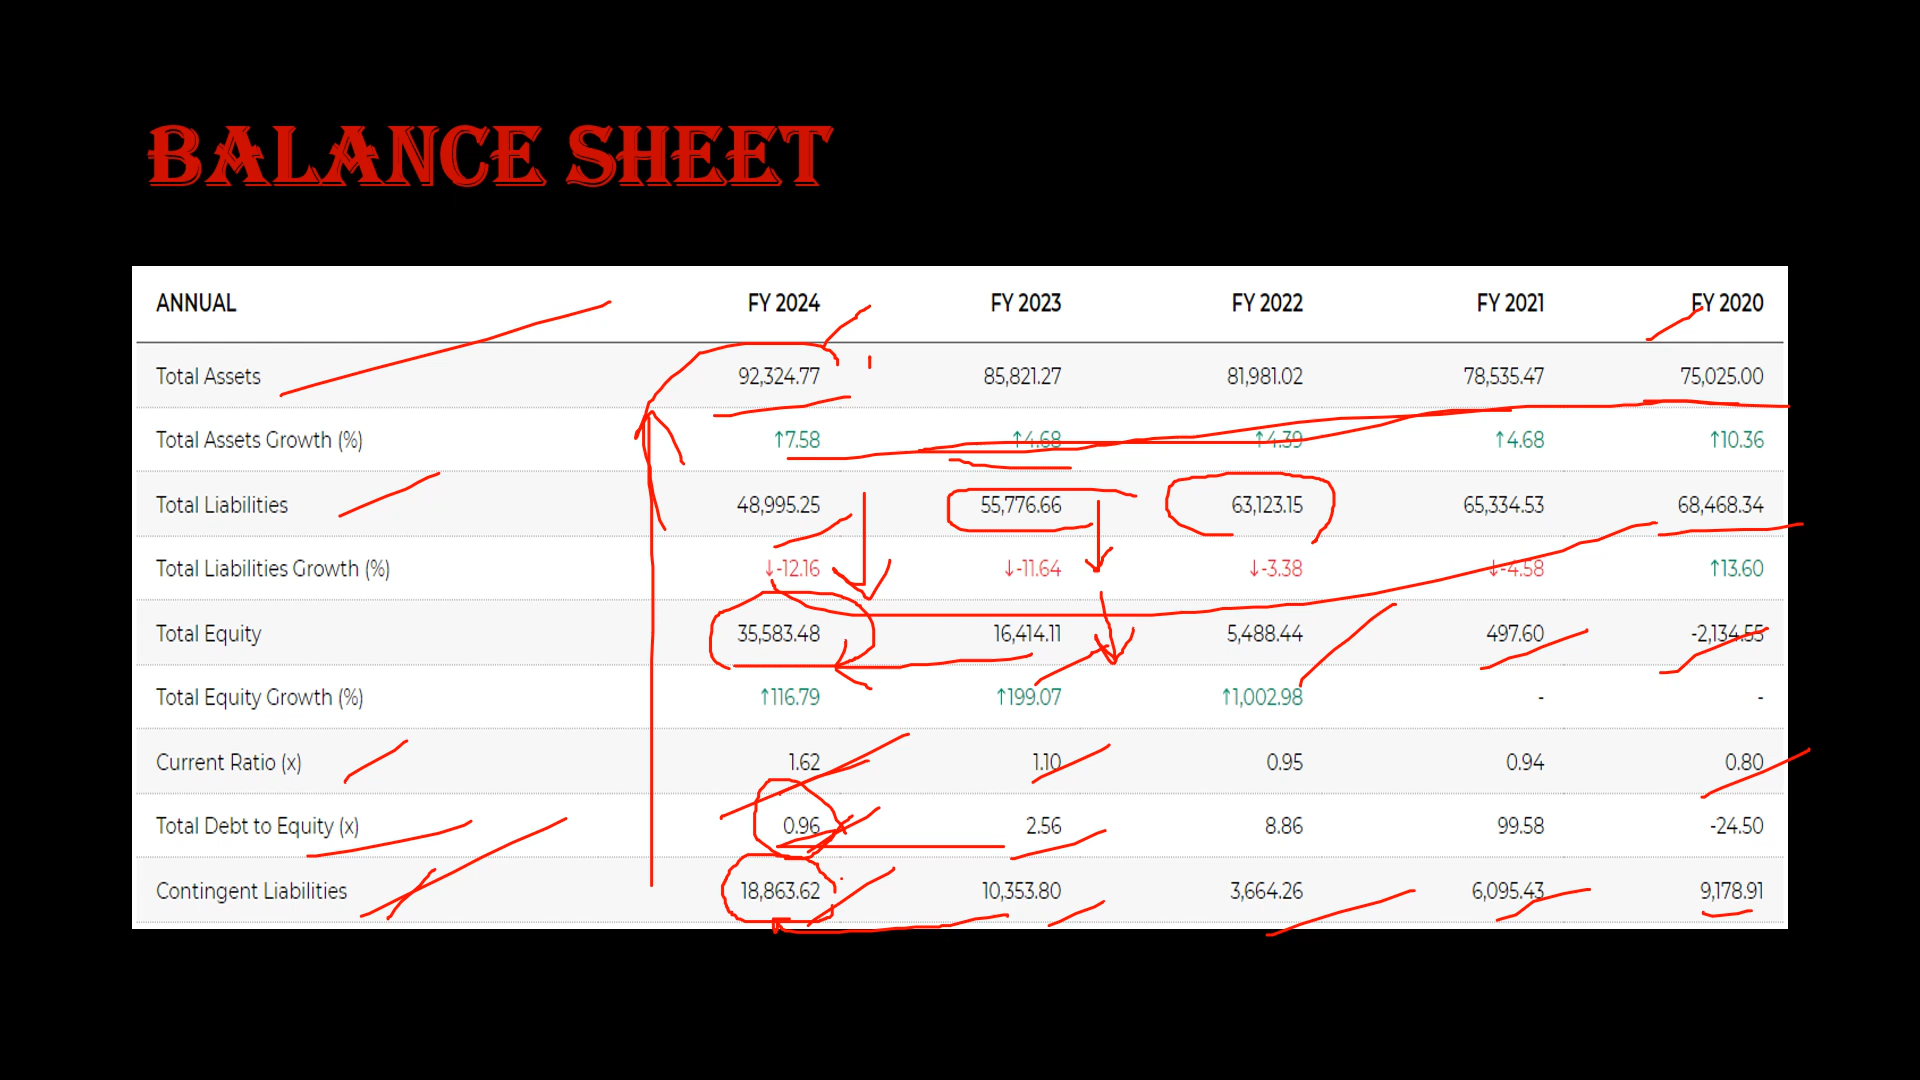 BALANCE SHEET
ANNUAL FY 2024 FY 2023 FY 2022 FY 2021 FY 2020
Total Assets 92,324.77 85,821.27 81,981.02 78,535.47 75,025.00
Total Assets Growth (%) ↑7.58 ↑4.68 ↑4.39 ↑4.68 ↑10.36
Total Liabilities 48,995.25 55,776.66 63,123.15 65,334.53 68,468.34
Total Liabilities Growth (%) ↓-12.16 ↓-11.64 ↓-3.38 ↓-4.58 ↑13.60
Total Equity 35,583.48 16,414.11 5,488.44 497.60 -2,134.55
Total Equity Growth (%) ↑116.79 ↑199.07 ↑1,002.98 - -
Current Ratio (x) 1.62 1.10 0.95 0.94 0.80
Total Debt to Equity (x) 0.96 2.56 8.86 99.58 -24.50
Contingent Liabilities 18,863.62 10,353.80 3,664.26 6,095.43 9,178.91